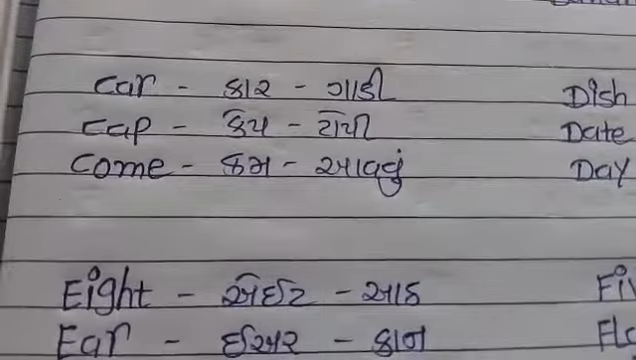 Car - કાર - ગાડી Dish
Cap - કેપ - ટોપી Date
Come - કમ - આવવું Day
Eight - એઈટ - આઠ
Ear - ઈઅર - કાન